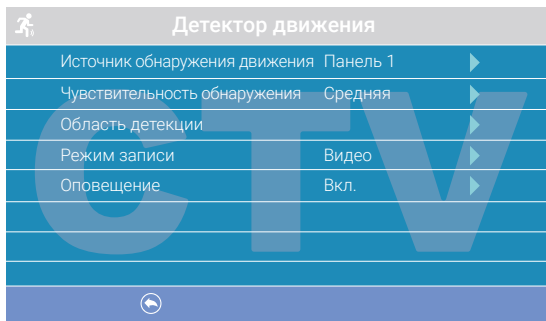 Детектор движения
Источник обнаружения движения Панель 1
Чувствительность обнаружения Средняя
Область детекции
Режим записи Видео
Оповещение Вкл.
CTV